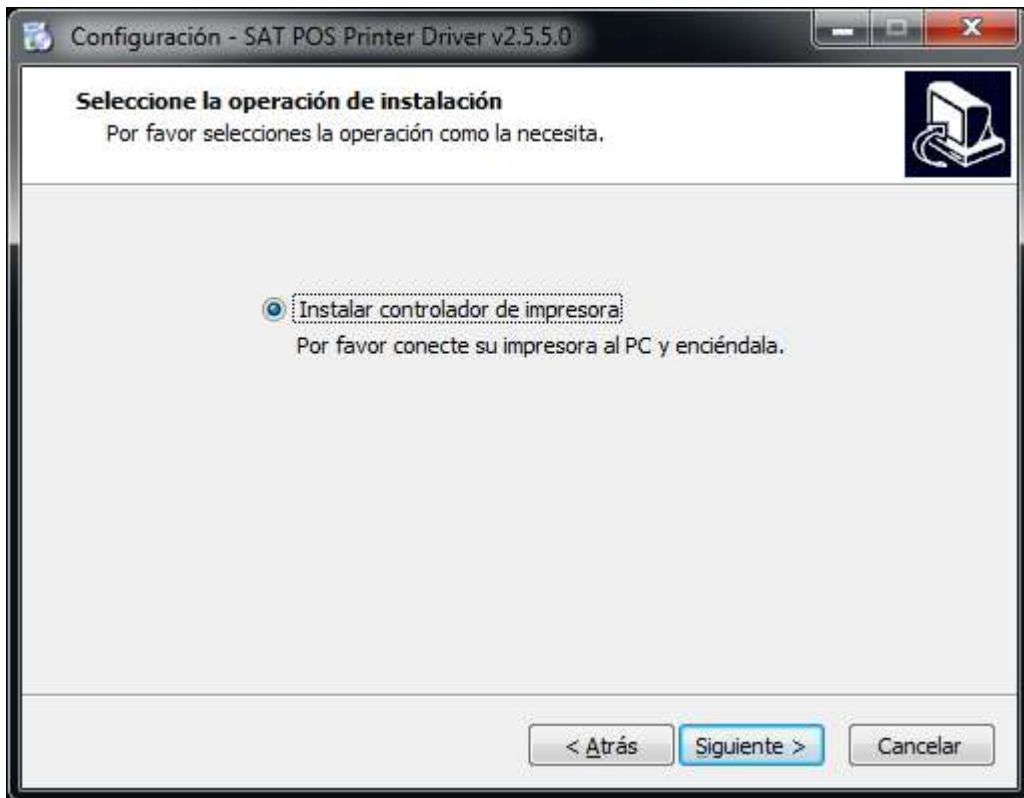 Configuración - SAT POS Printer Driver v2.5.5.0
Seleccione la operación de instalación
Por favor selecciones la operación como la necesita.
Instalar controlador de impresora
Por favor conecte su impresora al PC y enciéndala.
< Atrás Siguiente > Cancelar